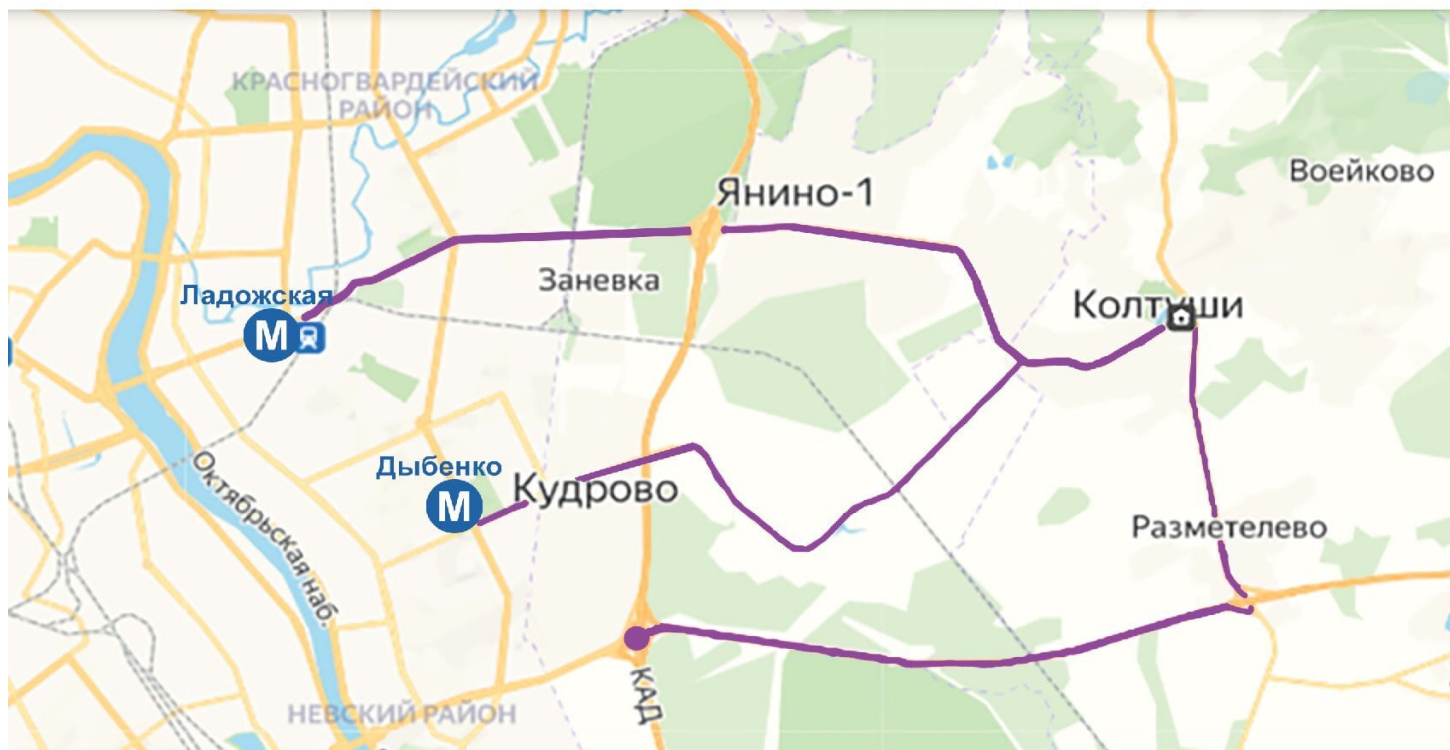 КРАСНОГВАРДЕЙСКИЙ
РАЙОН
Янино-1
Воейково
Заневка
Ладожская
М
Колтуши
Дыбенко
М
Кудрово
Октябрьская наб.
Разметелево
КАД
НЕВСКИЙ РАЙОН